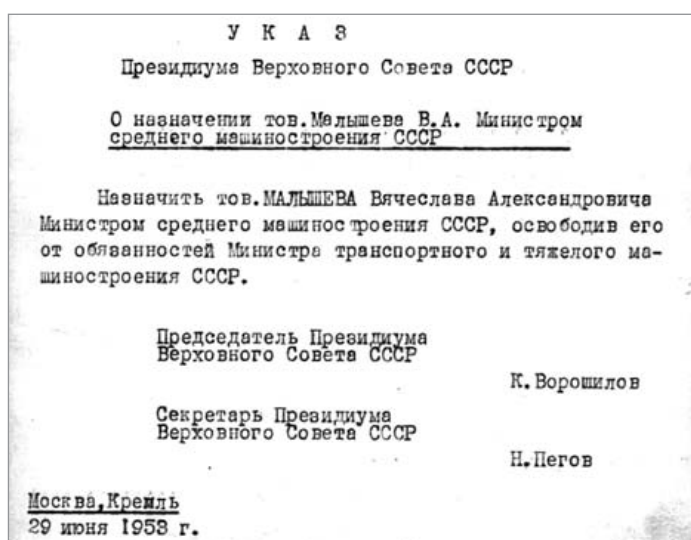 У К А З
Президиума Верховного Совета СССР
О назначении тов.Малышева В.А. Министром
среднего машиностроения СССР
Назначить тов.МАЛЫШЕВА Вячеслава Александровича
Министром среднего машиностроения СССР, освободив его
от обязанностей Министра транспортного и тяжелого ма-
шиностроения СССР.
Председатель Президиума
Верховного Совета СССР
К.Ворошилов
Секретарь Президиума
Верховного Совета СССР
Н.Пегов
Москва,Кремль
29 июня 1953 г.